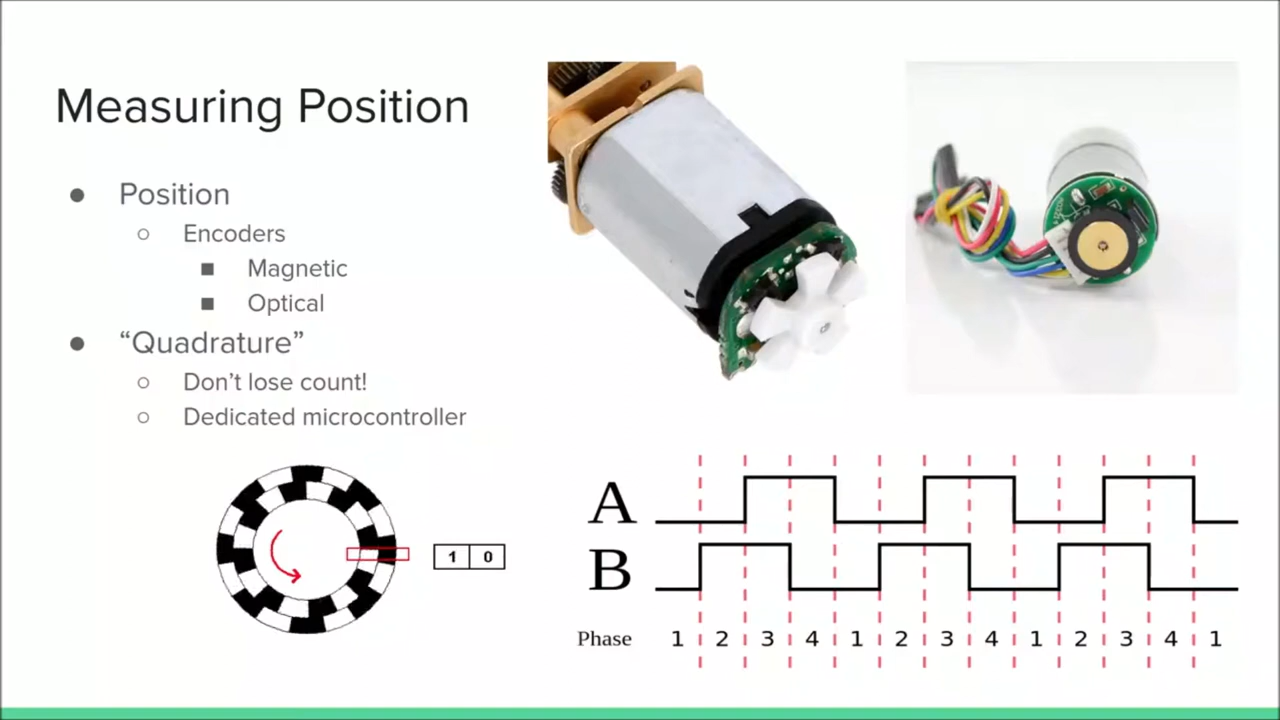 Measuring Position
● Position
○ Encoders
■ Magnetic
■ Optical
● “Quadrature”
○ Don’t lose count!
○ Dedicated microcontroller
1 0
A
B
Phase 1 2 3 4 1 2 3 4 1 2 3 4 1